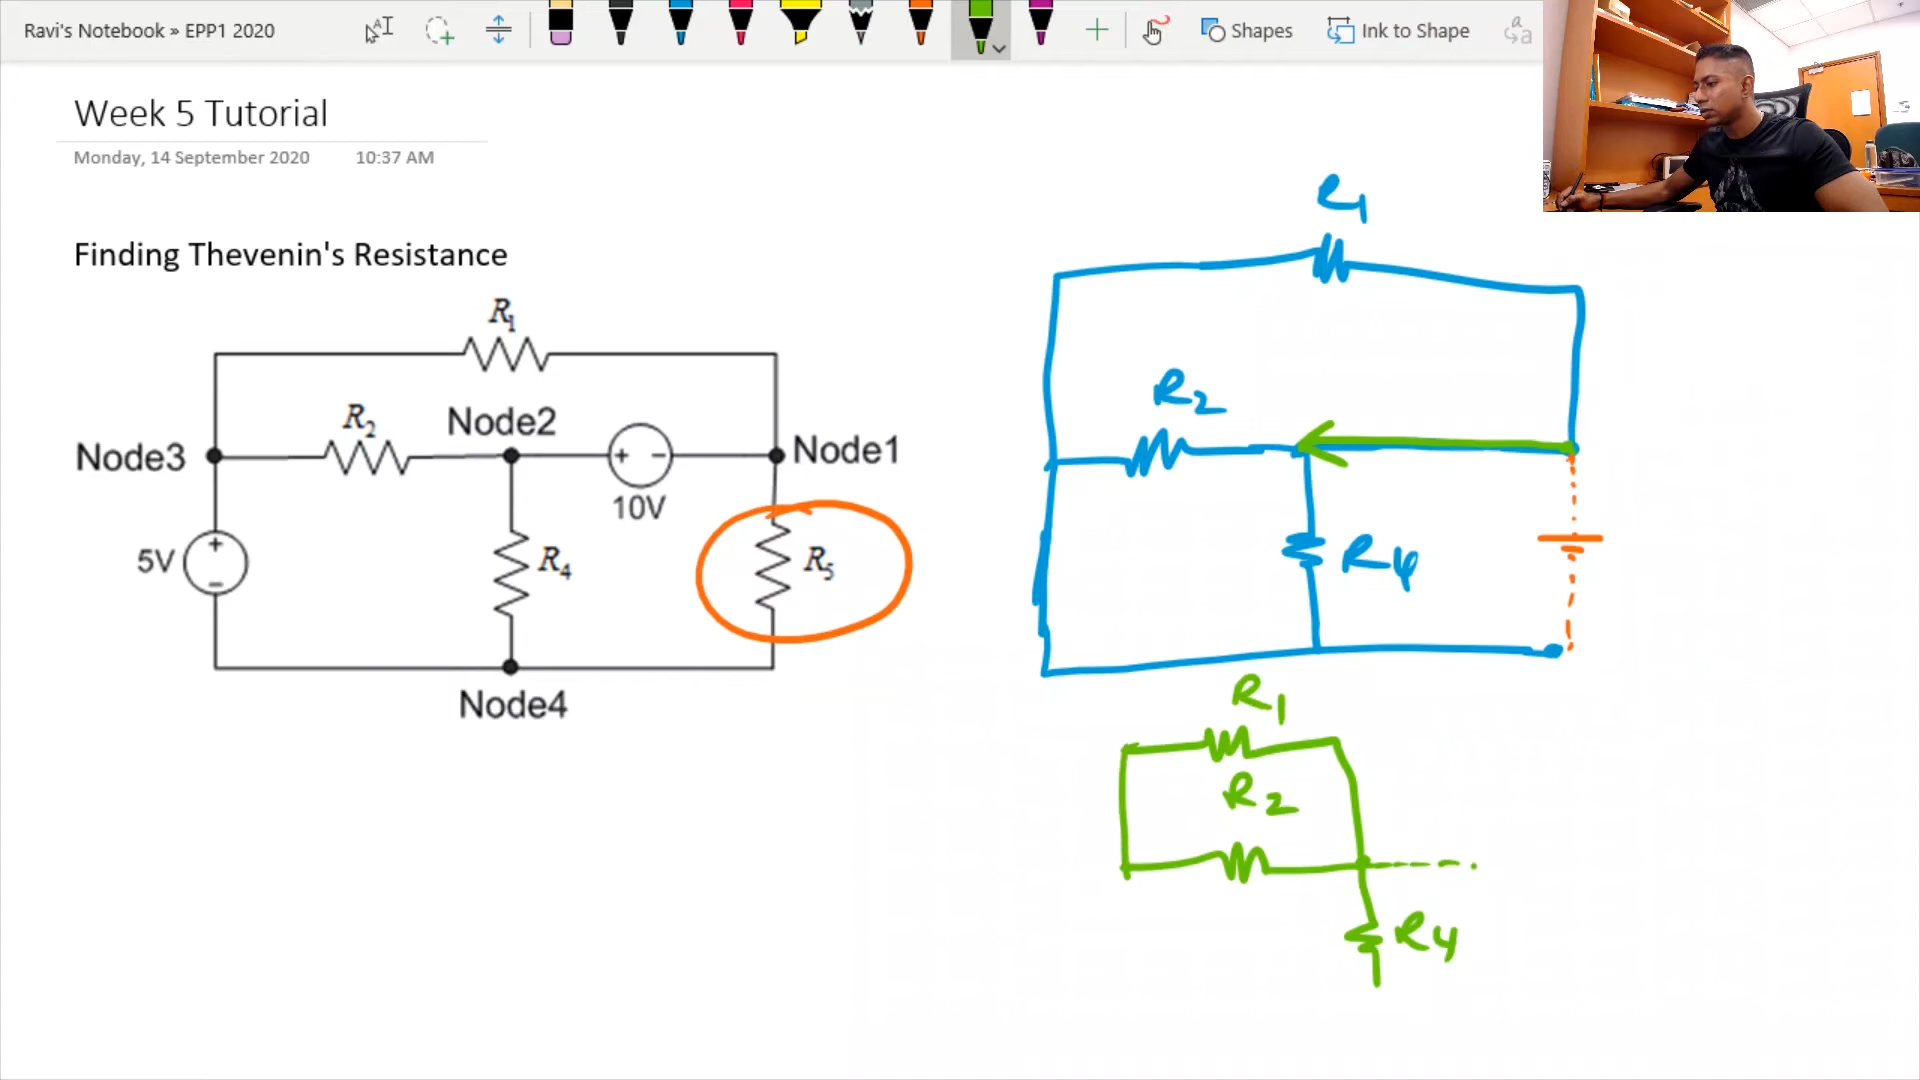 Ravi's Notebook » EPP1 2020
Shapes
Ink to Shape
Week 5 Tutorial
Monday, 14 September 2020 10:37 AM
Finding Thevenin's Resistance
R1
R2
Node2
Node3
Node1
+ -
10V
5V
+
-
R4
R5
Node4
R1
R2
R4
R1
R2
R4